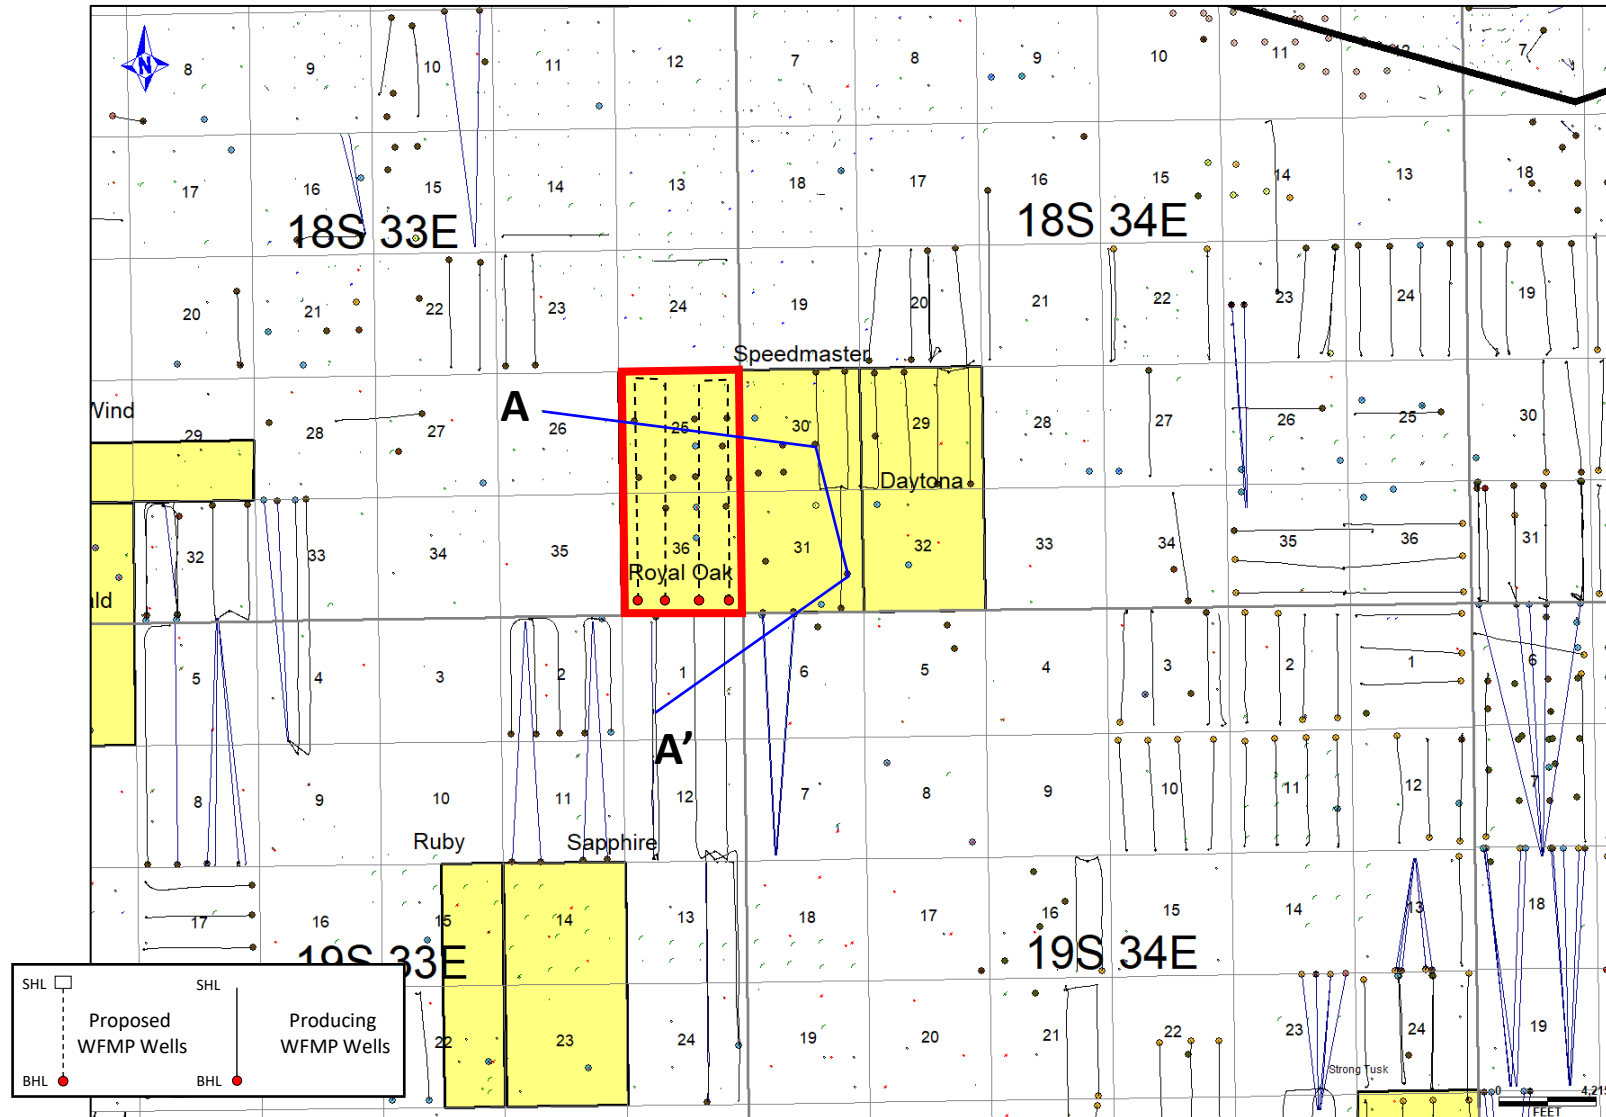 N
8 9 10 11 12 7 8 9 10 11 12 7
17 16 15 14 13 18 17 16 15 14 13 18
18S 33E 18S 34E
20 21 22 23 24 19 20 21 22 23 24 19
Speedmaster
A
Wind
29 28 27 26 25 30 29 28 27 26 25 30
Daytona
32 33 34 35 36 31 32 33 34 35 36 31
Royal Oak
ald
5 4 3 2 1 6 5 4 3 2 1 6
A'
8 9 10 11 12 7 8 9 10 11 12 7
Ruby Sapphire
17 16 15 14 13 18 17 16 15 14 13 18
19S 33E 19S 34E
22 23 24 19 20 21 22 23 24 19
Strong Tusk
0 4,215
FEET
SHL SHL
Proposed
WFMP Wells
Producing
WFMP Wells
BHL BHL